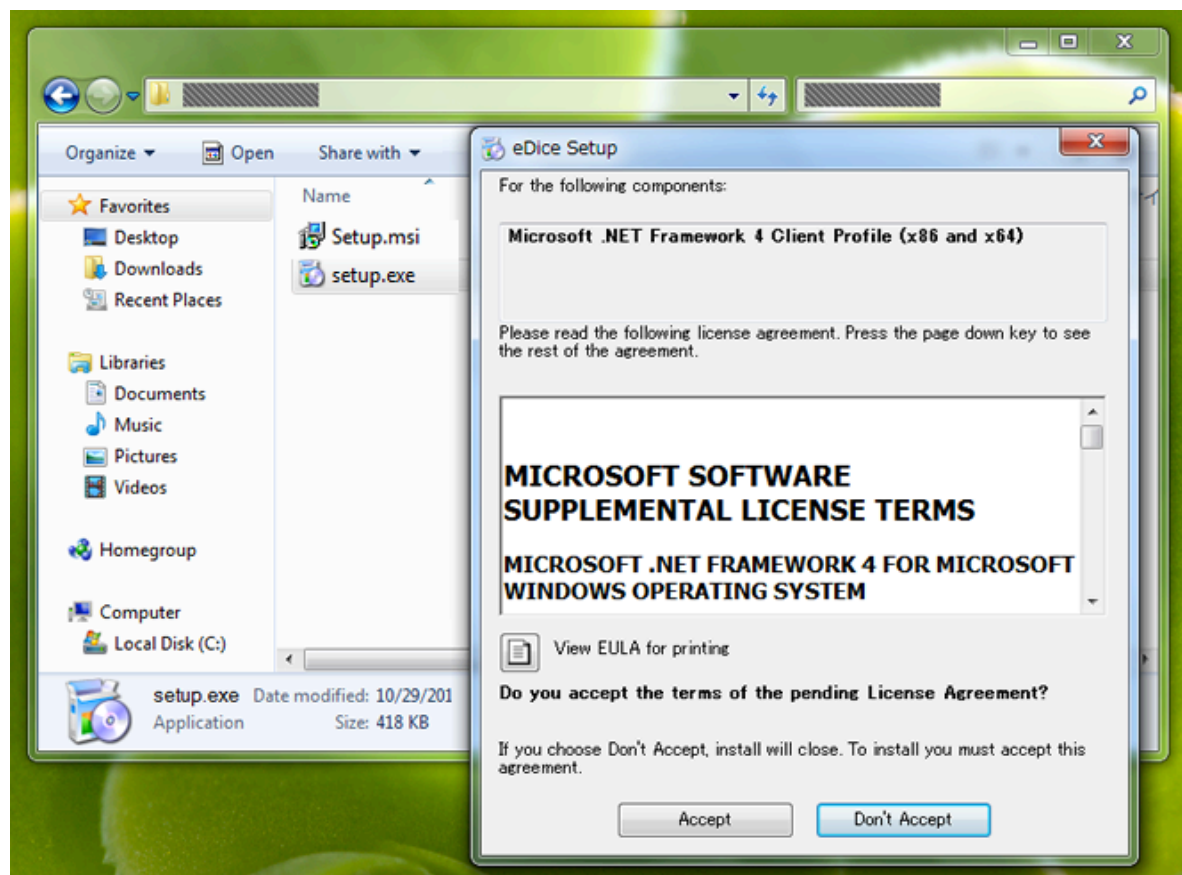 Organize
Open
Share with
Favorites
Desktop
Downloads
Recent Places
Libraries
Documents
Music
Pictures
Videos
Homegroup
Computer
Local Disk (C:)
Name
Setup.msi
setup.exe
setup.exe Date modified: 10/29/201
Application Size: 418 KB
eDice Setup
For the following components:
Microsoft .NET Framework 4 Client Profile (x86 and x64)
Please read the following license agreement. Press the page down key to see
the rest of the agreement.
MICROSOFT SOFTWARE
SUPPLEMENTAL LICENSE TERMS
MICROSOFT .NET FRAMEWORK 4 FOR MICROSOFT
WINDOWS OPERATING SYSTEM
View EULA for printing
Do you accept the terms of the pending License Agreement?
If you choose Don't Accept, install will close. To install you must accept this
agreement.
Accept
Don't Accept